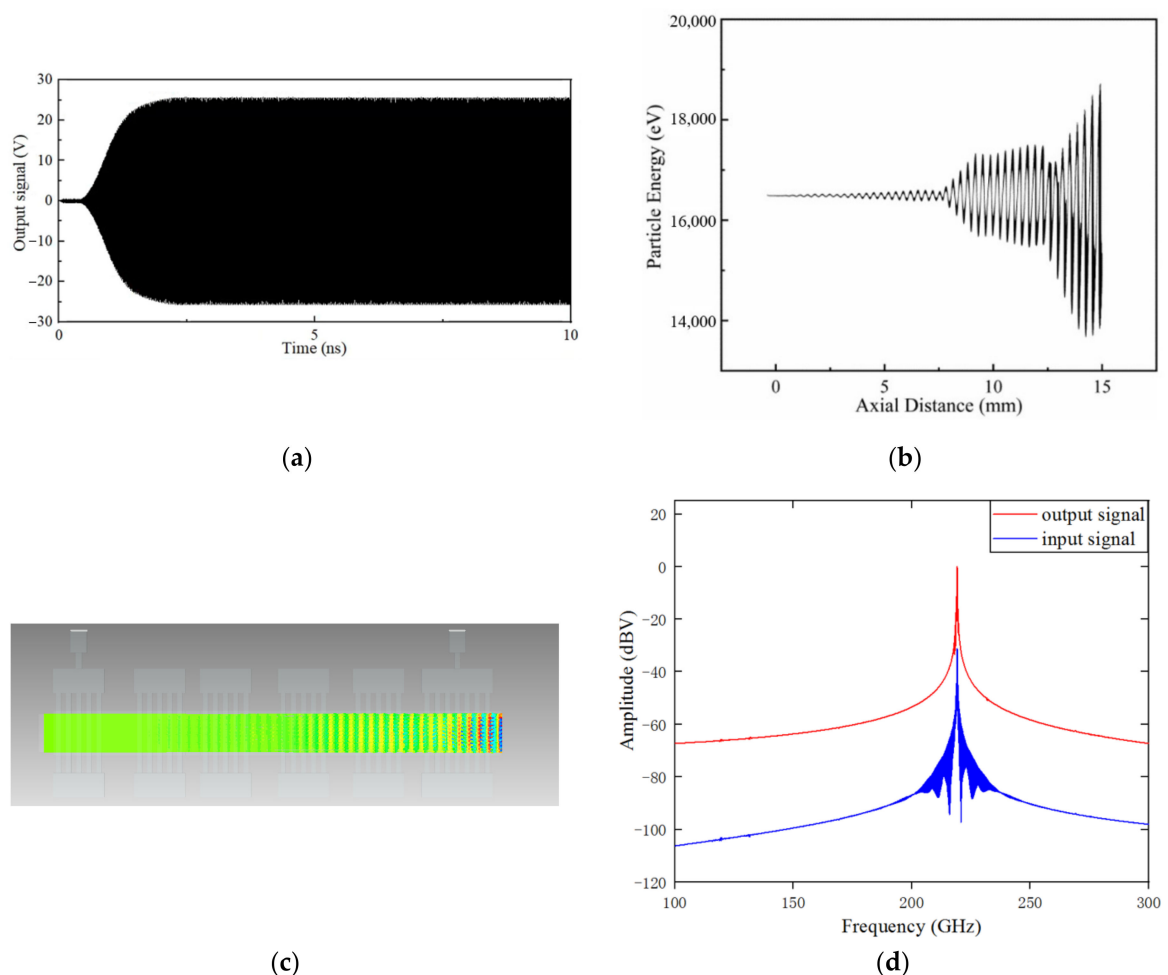 30
20
10
0
−10
−20
−30
Output signal (V)
0
5
10
Time (ns)
(a)
20,000
18,000
16,000
14,000
Particle Energy (eV)
0
5
10
15
Axial Distance (mm)
(b)
(c)
20
0
−20
−40
−60
−80
−100
−120
Amplitude (dBV)
output signal
input signal
100
150
200
250
300
Frequency (GHz)
(d)